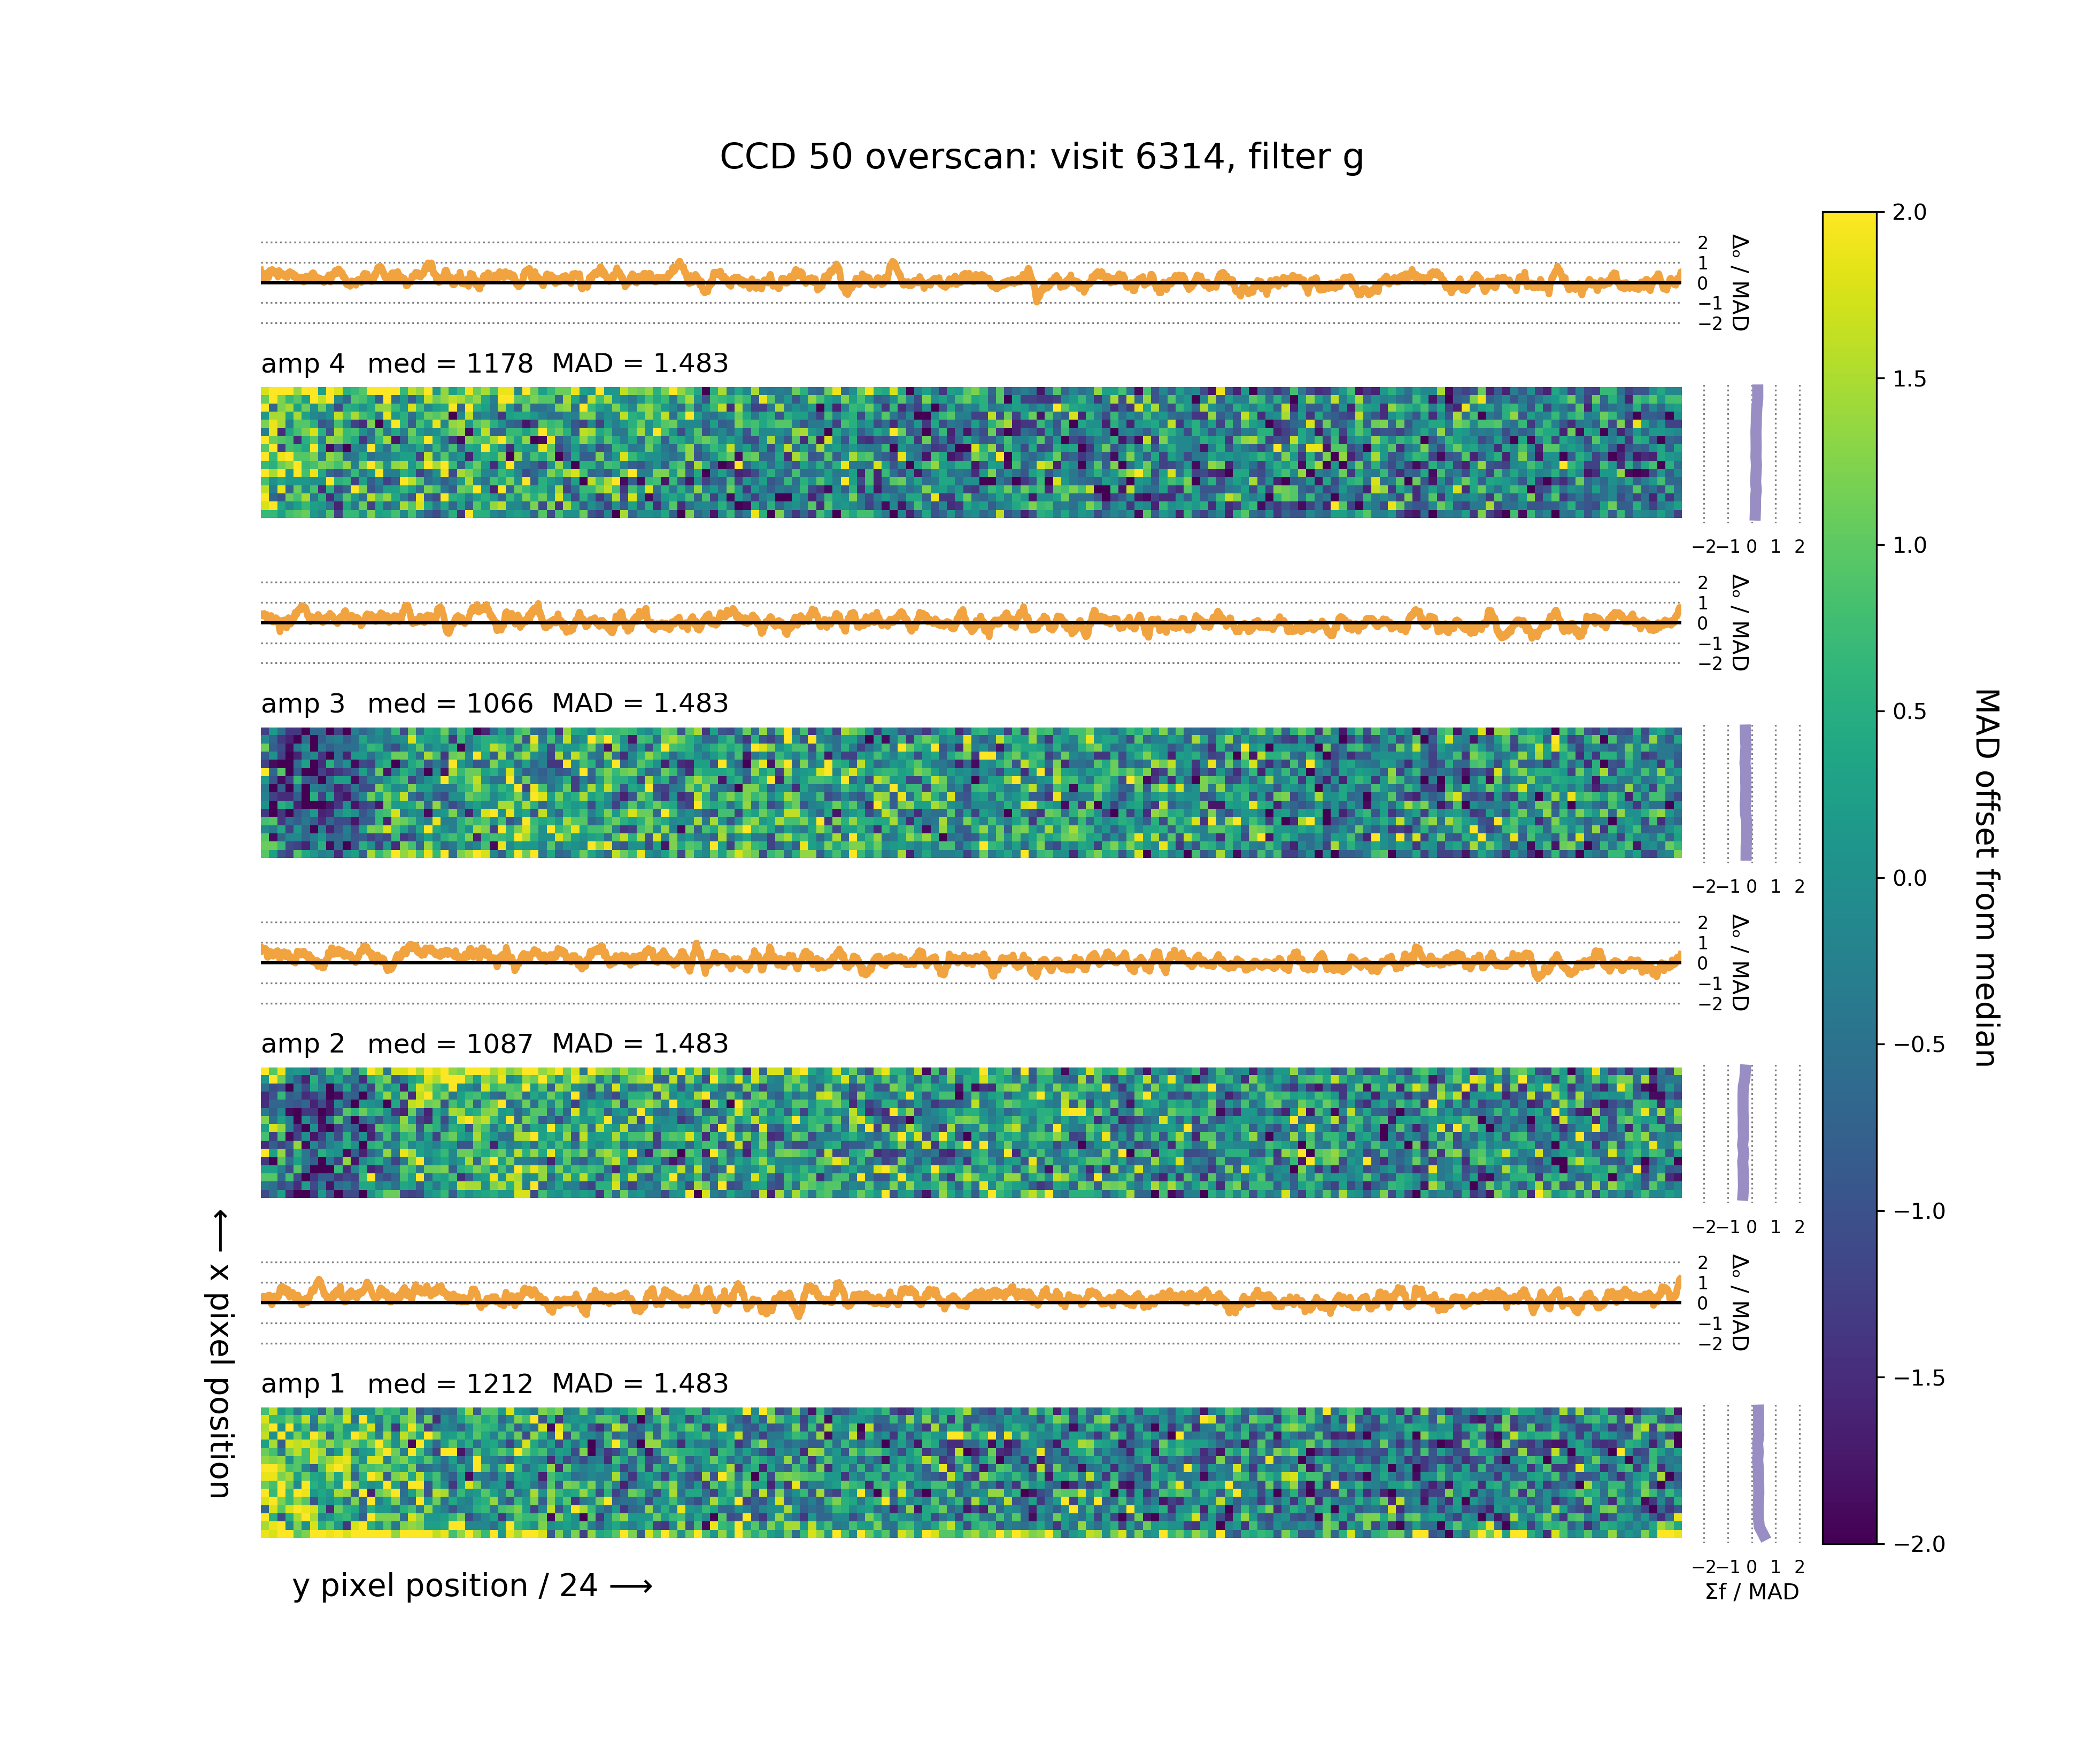 CCD 50 overscan: visit 6314, filter g
2
1
0
−1
−2
Δₒ / MAD
amp 4 med = 1178 MAD = 1.483
−2 −1 0 1 2
2
1
0
−1
−2
Δₒ / MAD
amp 3 med = 1066 MAD = 1.483
−2 −1 0 1 2
2
1
0
−1
−2
Δₒ / MAD
amp 2 med = 1087 MAD = 1.483
−2 −1 0 1 2
2
1
0
−1
−2
Δₒ / MAD
amp 1 med = 1212 MAD = 1.483
−2 −1 0 1 2
Σf / MAD
⟵ x pixel position
y pixel position / 24 ⟶
2.0
1.5
1.0
0.5
0.0
−0.5
−1.0
−1.5
−2.0
MAD offset from median